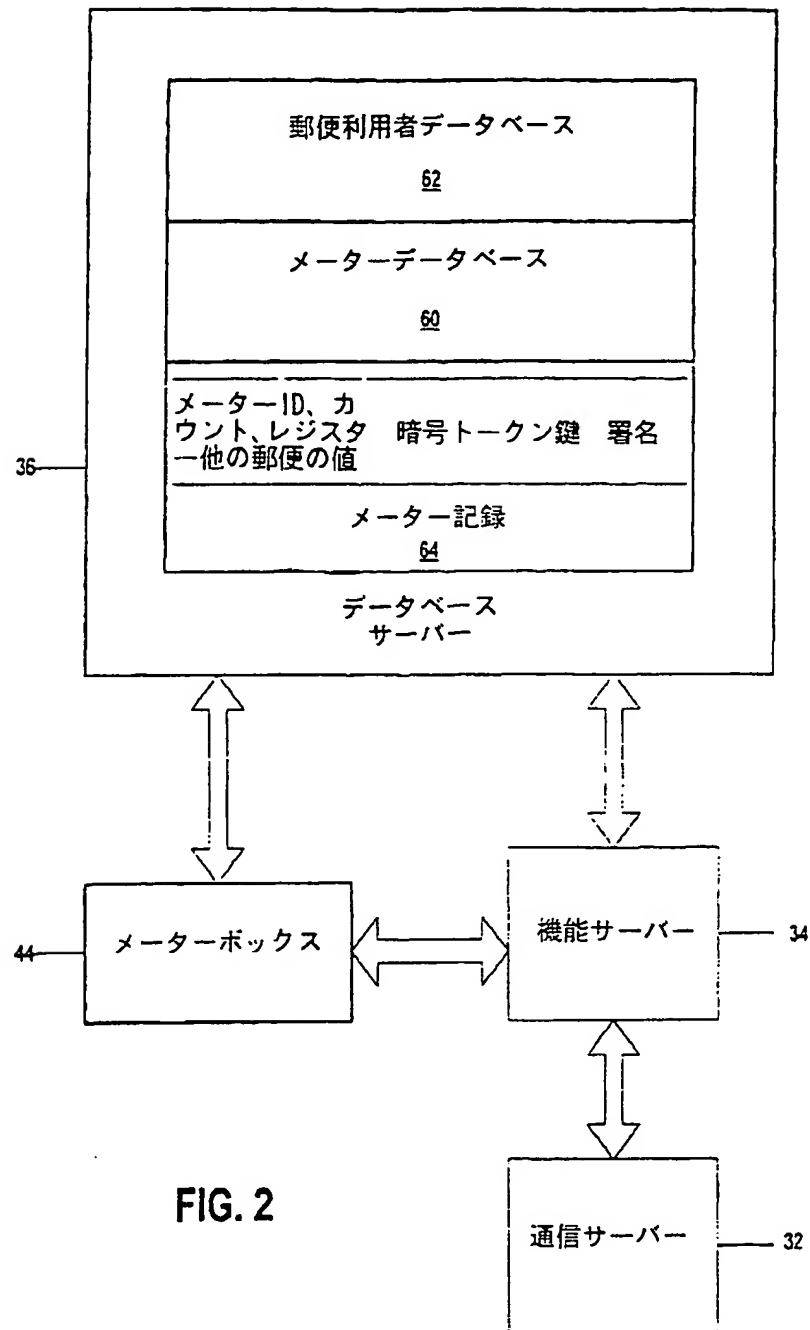 郵便利用者データベース
62
メーターデータベース
60
メーターID、カ
ウント、レジスタ 暗号トークン鍵 署名
ー他の郵便の値
36
メーター記録
64
データベース
サーバー
44
メーターボックス
機能サーバー
34
FIG. 2
通信サーバー
32